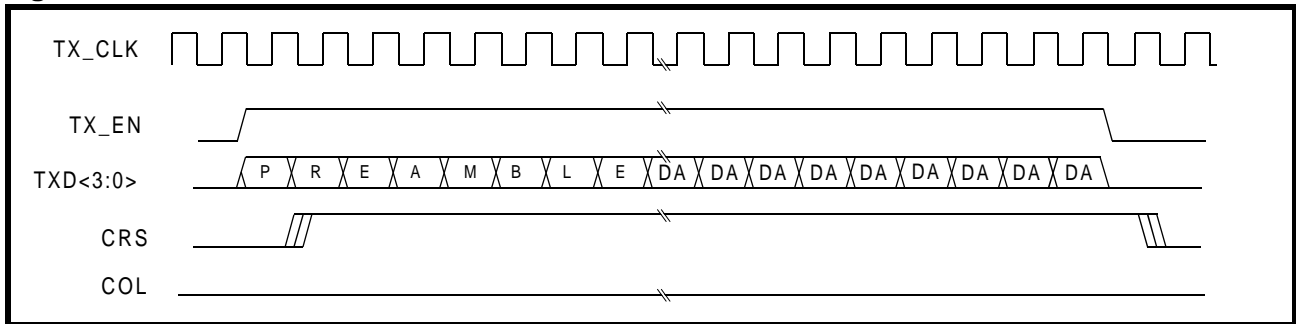 TX_CLK
TX_EN
TXD<3:0> P R E A M B L E DA DA DA DA DA DA DA DA DA
CRS
COL